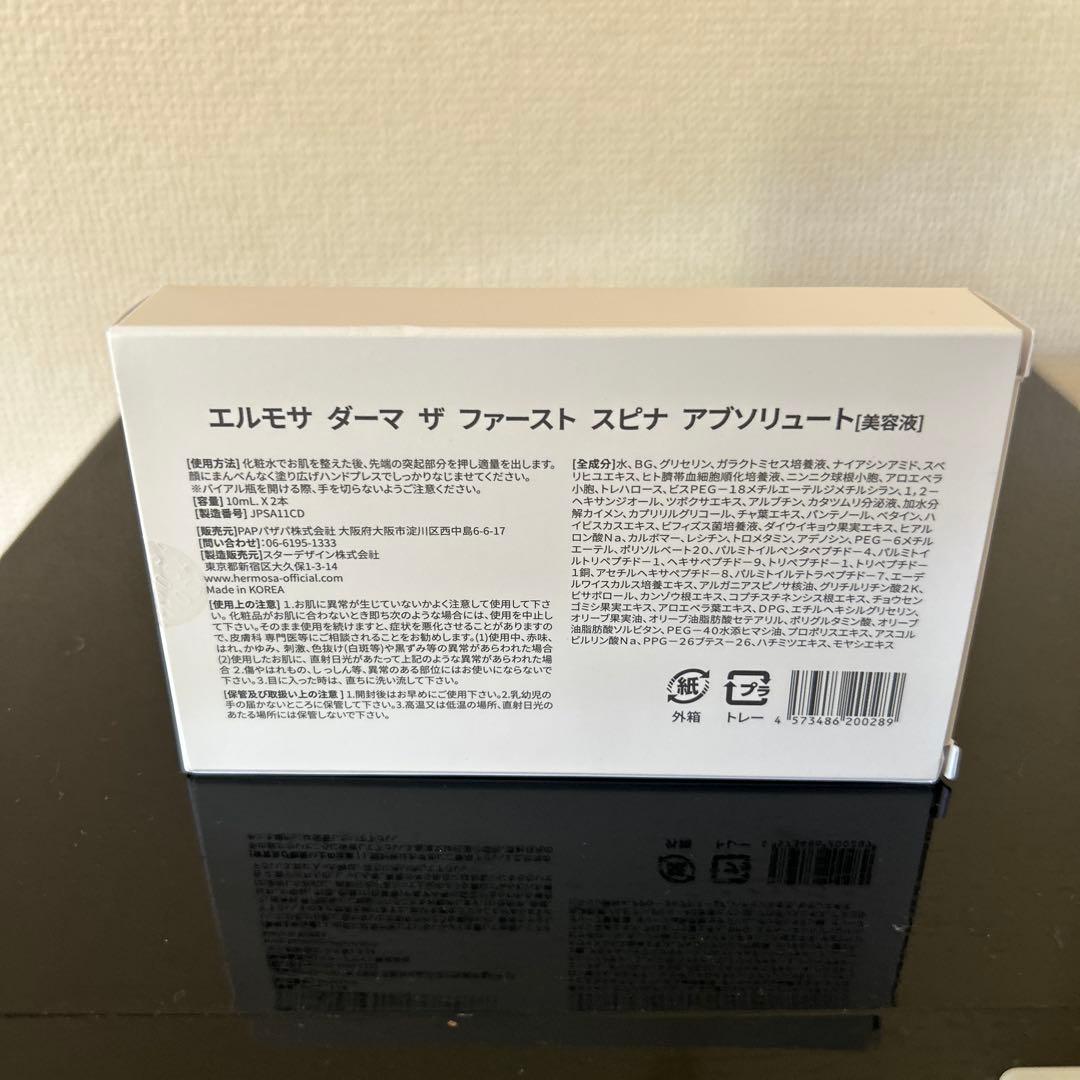 エルモサ ダーマ ザ ファースト スピナ アブソリュート[美容液]
[使用方法] 化粧水でお肌を整えた後、先端の突起部分を押し適量を出します。
顔にまんべんなく塗り広げハンドプレスでしっかりなじませてください。
※バイアル瓶を開ける際、手を切らないようご注意ください。
[容量] 10mL. X 2本
[製造番号] JPSA11CD
[販売元] PAPパザパ株式会社 大阪府大阪市淀川区西中島6-6-17
[問い合わせ]:06-6195-1333
[製造販売元]スターデザイン株式会社
東京都新宿区大久保1-3-14
www.hermosa-official.com
Made in KOREA
[使用上の注意] 1.お肌に異常が生じていないかよく注意して使用して下さ
い。化粧品がお肌に合わないとき即ち次のような場合には、使用を中止し
て下さい。そのまま使用を続けますと、症状を悪化させることがありますの
で、皮膚科 専門医等にご相談されることをお勧めします。(1)使用中、赤味、
はれ、かゆみ、刺激、色抜け(白斑等)や黒ずみ等の異常があらわれた場合
(2)使用したお肌に、直射日光があたって上記のような異常があらわれた場
合 2.傷やはれもの、しっしん等、異常のある部位にはお使いにならないで
下さい。3.目に入った時は、直ちに洗い流して下さい。
[保管及び取扱い上の注意] 1.開封後はお早めにご使用下さい。2.乳幼児の
手の届かないところに保管して下さい。3.高温又は低温の場所、直射日光の
あたる場所には保管しないで下さい。
[全成分]水、BG、グリセリン、ガラクトミセス培養液、ナイアシンアミド、スベ
リヒユエキス、ヒト臍帯血細胞順化培養液、ニンニク球根小胞、アロエベラ
小胞、トレハロース、ビスPEG－18メチルエーテルジメチルシラン、1，2－
ヘキサンジオール、ツボクサエキス、アルブチン、カタツムリ分泌液、加水分
解カイメン、カプリリルグリコール、チャ葉エキス、パンテノール、ベタイン、ハ
イビスカスエキス、ビフィズス菌培養液、ダイウイキョウ果実エキス、ヒアル
ロン酸Na、カルボマー、レシチン、トロメタミン、アデノシン、PEG－6メチル
エーテル、ポリソルベート20、パルミトイルペンタペプチド－4、パルミトイ
イルトリペプチド－1、ヘキサペプチド－9、トリペプチド－1、トリペプチド－
1銅、アセチルヘキサペプチド－8、パルミトイルテトラペプチド－7、エーデ
ルワイスカルス培養エキス、アルガニアスピノサ核油、グリチルリチン酸2K、
ビサボロール、カンゾウ根エキス、コプチスチネンシス根エキス、チョウセン
ゴミシ果実エキス、アロエベラ葉エキス、DPG、エチルヘキシルグリセリン、
オリーブ果実油、オリーブ油脂肪酸セテアリル、ポリグルタミン酸、オリーブ
油脂肪酸ソルビタン、PEG－40水添ヒマシ油、プロポリスエキス、アスコル
ビルリン酸Na、PPG－26ブテス－26、ハチミツエキス、モヤシエキス
紙
外箱
プラ
トレー
4 573486 200289